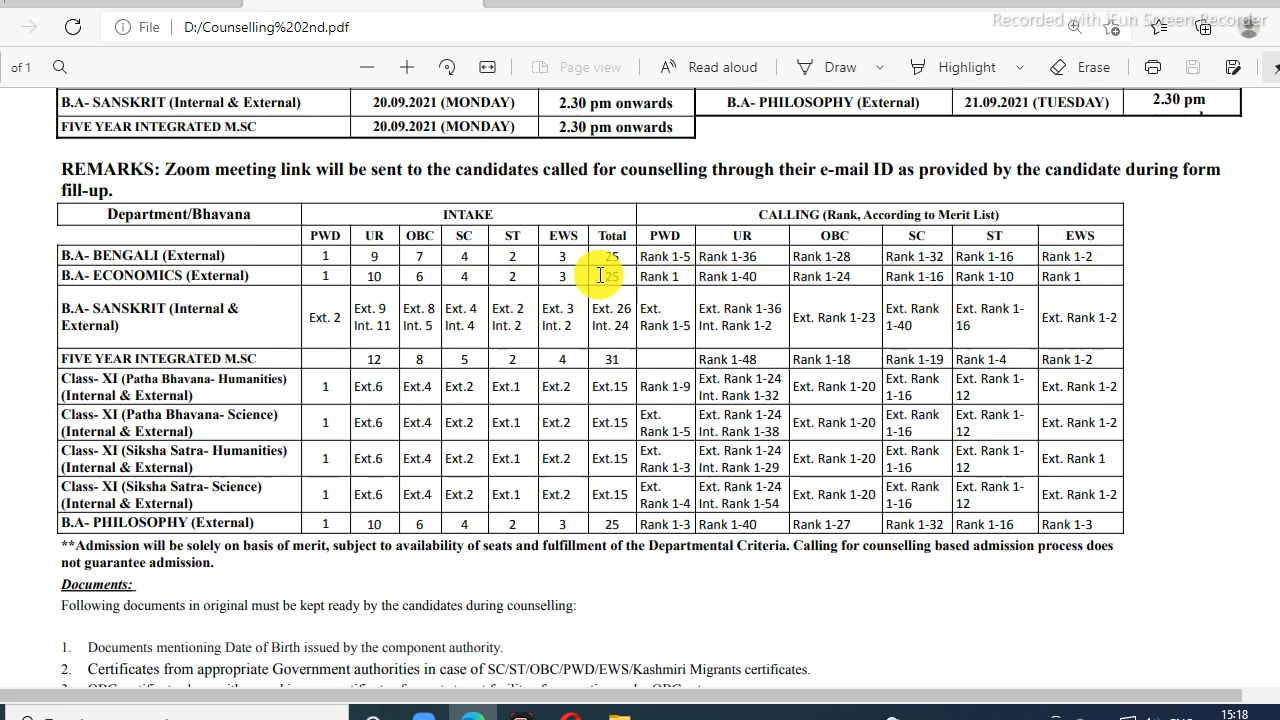 Recorded with iFun Screen Recorder
File D:/Counselling%202nd.pdf
of 1 Page view Read aloud Draw Highlight Erase
B.A- SANSKRIT (Internal & External) 20.09.2021 (MONDAY) 2.30 pm onwards B.A- PHILOSOPHY (External) 21.09.2021 (TUESDAY) 2.30 pm
FIVE YEAR INTEGRATED M.SC 20.09.2021 (MONDAY) 2.30 pm onwards
REMARKS: Zoom meeting link will be sent to the candidates called for counselling through their e-mail ID as provided by the candidate during form
fill-up.
Department/Bhavana INTAKE CALLING (Rank, According to Merit List)
PWD UR OBC SC ST EWS Total PWD UR OBC SC ST EWS
B.A- BENGALI (External) 1 9 7 4 2 3 25 Rank 1-5 Rank 1-36 Rank 1-28 Rank 1-32 Rank 1-16 Rank 1-2
B.A- ECONOMICS (External) 1 10 6 4 2 3 25 Rank 1 Rank 1-40 Rank 1-24 Rank 1-16 Rank 1-10 Rank 1
B.A- SANSKRIT (Internal & Ext. 9 Ext. 8 Ext. 4 Ext. 2 Ext. 3 Ext. 26 Ext. Ext. Rank 1-36 Ext. Rank Ext. Rank 1-
External) Ext. 2 Int. 11 Int. 5 Int. 4 Int. 2 Int. 2 Int. 24 Rank 1-5 Int. Rank 1-2 Ext. Rank 1-23 1-40 16 Ext. Rank 1-2
FIVE YEAR INTEGRATED M.SC 12 8 5 2 4 31 Rank 1-48 Rank 1-18 Rank 1-19 Rank 1-4 Rank 1-2
Class- XI (Patha Bhavana- Humanities) Ext. Rank 1-24 Ext. Rank Ext. Rank 1-
(Internal & External) 1 Ext.6 Ext.4 Ext.2 Ext.1 Ext.2 Ext.15 Rank 1-9 Int. Rank 1-32 Ext. Rank 1-20 1-16 12 Ext. Rank 1-2
Class- XI (Patha Bhavana- Science) Ext. Ext. Rank 1-24 Ext. Rank Ext. Rank 1-
(Internal & External) 1 Ext.6 Ext.4 Ext.2 Ext.1 Ext.2 Ext.15 Rank 1-5 Int. Rank 1-38 Ext. Rank 1-20 1-16 12 Ext. Rank 1-2
Class- XI (Siksha Satra- Humanities) Ext. Ext. Rank 1-24 Ext. Rank Ext. Rank 1-
(Internal & External) 1 Ext.6 Ext.4 Ext.2 Ext.1 Ext.2 Ext.15 Rank 1-3 Int. Rank 1-29 Ext. Rank 1-20 1-16 12 Ext. Rank 1
Class- XI (Siksha Satra- Science) Ext. Ext. Rank 1-24 Ext. Rank Ext. Rank 1-
(Internal & External) 1 Ext.6 Ext.4 Ext.2 Ext.1 Ext.2 Ext.15 Rank 1-4 Int. Rank 1-54 Ext. Rank 1-20 1-16 12 Ext. Rank 1-2
B.A- PHILOSOPHY (External) 1 10 6 4 2 3 25 Rank 1-3 Rank 1-40 Rank 1-27 Rank 1-32 Rank 1-16 Rank 1-3
**Admission will be solely on basis of merit, subject to availability of seats and fulfillment of the Departmental Criteria. Calling for counselling based admission process does
not guarantee admission.
Documents:
Following documents in original must be kept ready by the candidates during counselling:
1. Documents mentioning Date of Birth issued by the component authority.
2. Certificates from appropriate Government authorities in case of SC/ST/OBC/PWD/EWS/Kashmiri Migrants certificates.
15:18